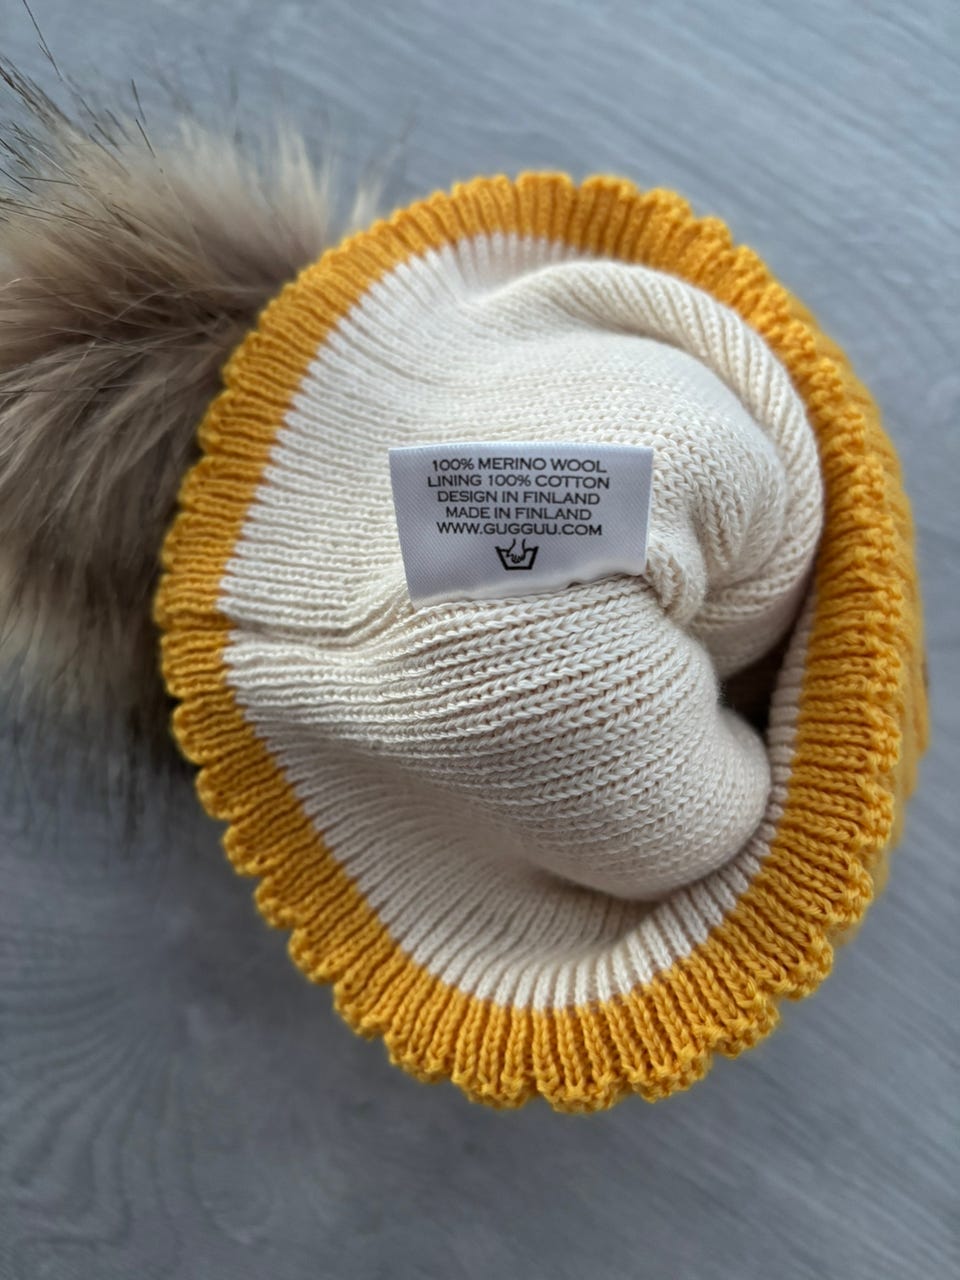 100% MERINO WOOL
LINING 100% COTTON
DESIGN IN FINLAND
MADE IN FINLAND
WWW.GUGGUU.COM